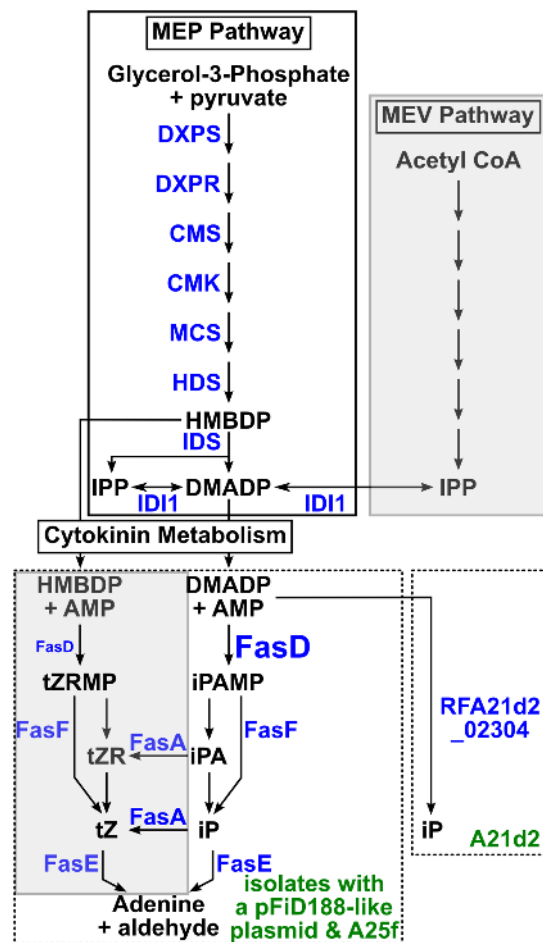 MEP Pathway
Glycerol-3-Phosphate
+ pyruvate
DXPS
DXPR
CMS
CMK
MCS
HDS
HMBDP
IDS
IPP
DMADP
IDI1
IDI1
MEV Pathway
Acetyl CoA
IPP
Cytokinin Metabolism
HMBDP
+ AMP
DMADP
+ AMP
FasD
FasD
tZRMP
iPAMP
FasF
FasF
tZR
FasA
iPA
tZ
FasA
iP
FasE
FasE
Adenine
+ aldehyde
isolates with
a pFiD188-like
plasmid & A25f
RFA21d2
_02304
iP
A21d2